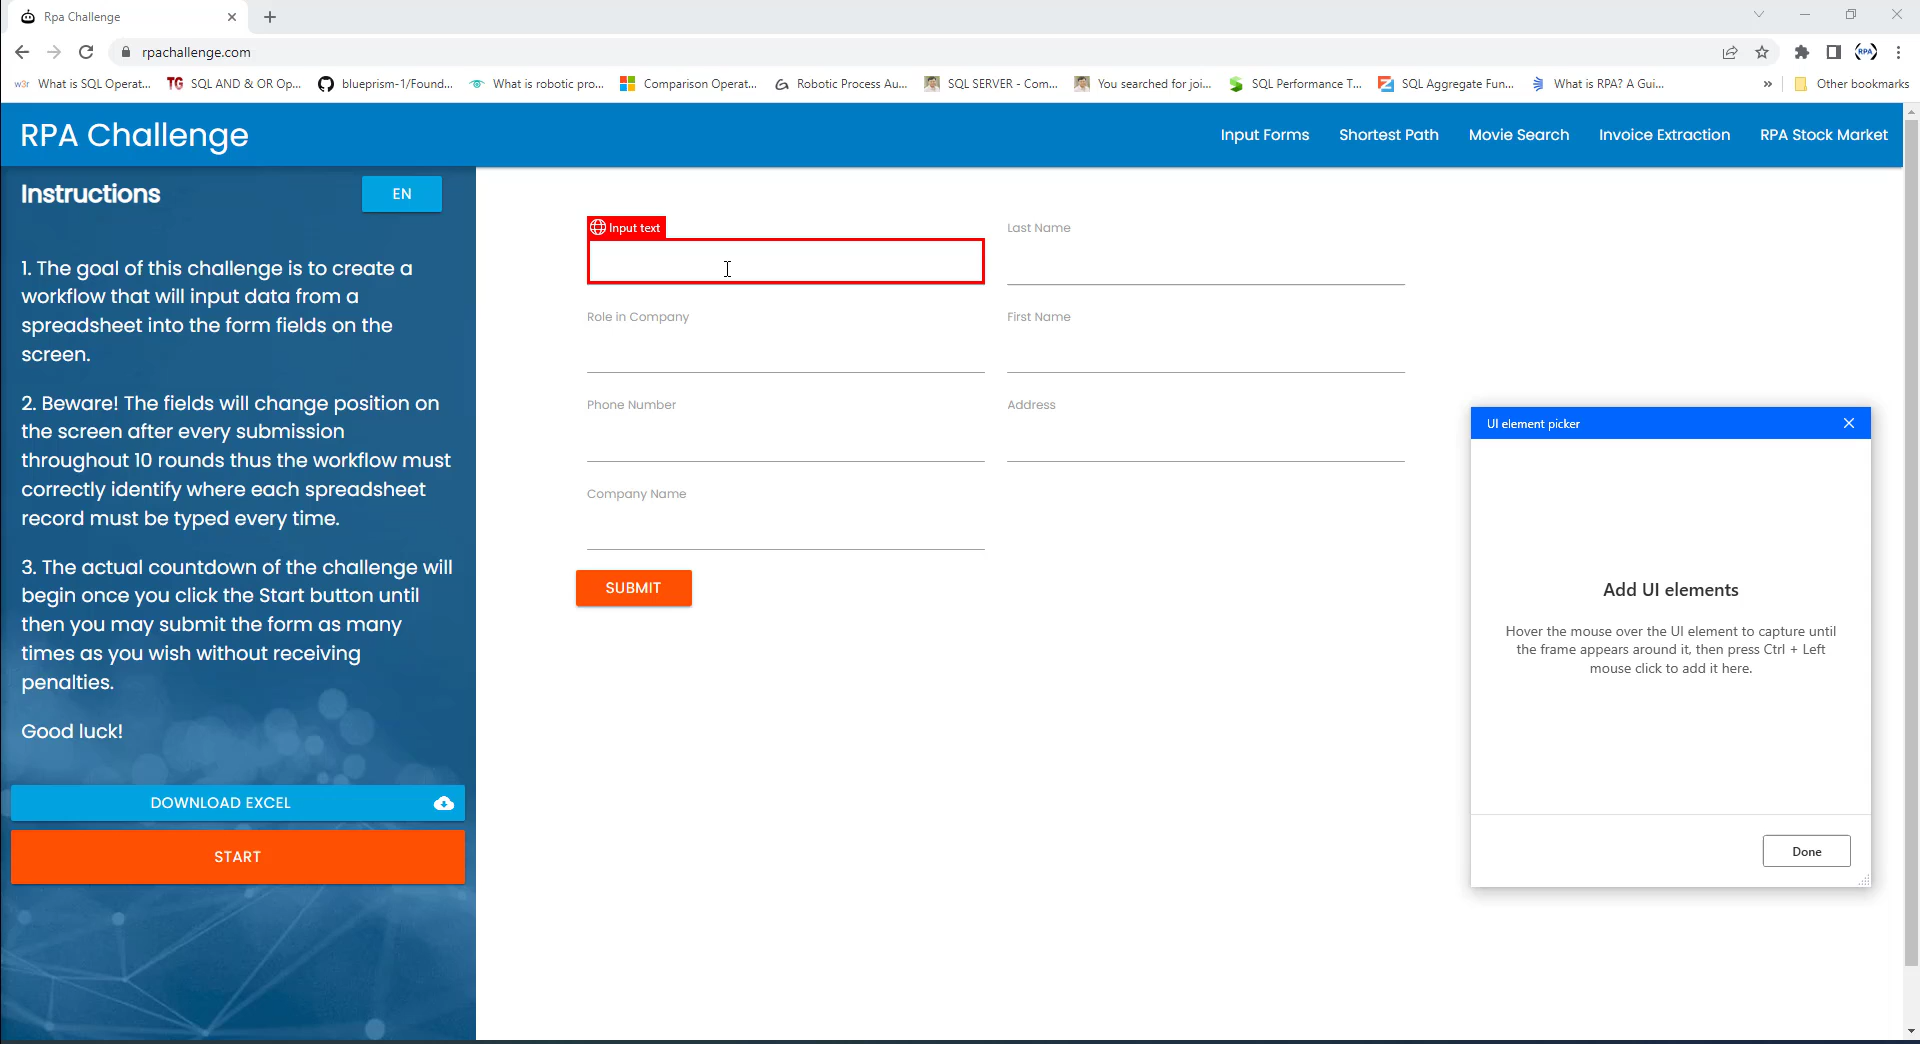 Rpa Challenge
rpachallenge.com
What is SQL Operat...
SQL AND & OR Op...
blueprism-1/Found...
What is robotic pro...
Comparison Operat...
Robotic Process Au...
SQL SERVER - Com...
You searched for joi...
SQL Performance T...
SQL Aggregate Fun...
What is RPA? A Gui...
Other bookmarks
RPA Challenge
Input Forms
Shortest Path
Movie Search
Invoice Extraction
RPA Stock Market
Instructions
EN
1. The goal of this challenge is to create a
workflow that will input data from a
spreadsheet into the form fields on the
screen.
2. Beware! The fields will change position on
the screen after every submission
throughout 10 rounds thus the workflow must
correctly identify where each spreadsheet
record must be typed every time.
3. The actual countdown of the challenge will
begin once you click the Start button until
then you may submit the form as many
times as you wish without receiving
penalties.
Good luck!
DOWNLOAD EXCEL
START
Input text
Last Name
Role in Company
First Name
Phone Number
Address
Company Name
SUBMIT
UI element picker
Add UI elements
Hover the mouse over the UI element to capture until
the frame appears around it, then press Ctrl + Left
mouse click to add it here.
Done